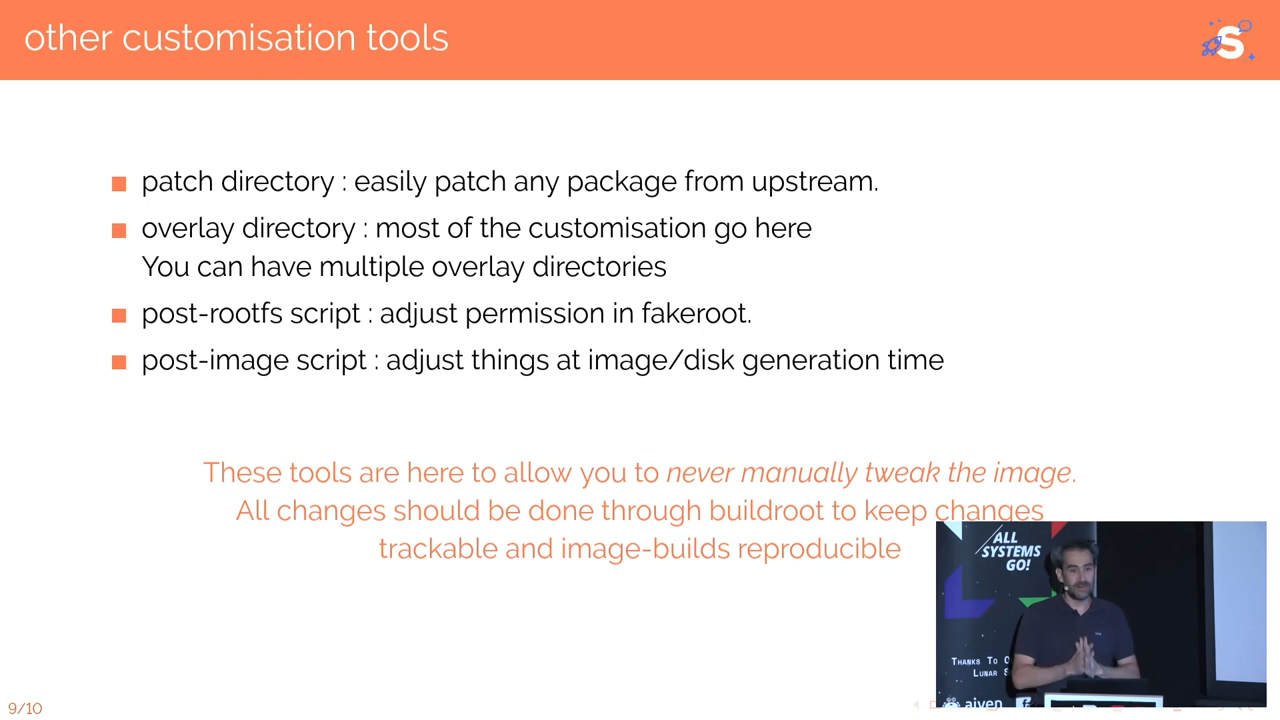 other customisation tools
S
patch directory : easily patch any package from upstream.
overlay directory : most of the customisation go here
You can have multiple overlay directories
post-rootfs script : adjust permission in fakeroot.
post-image script : adjust things at image/disk generation time
These tools are here to allow you to never manually tweak the image.
All changes should be done through buildroot to keep changes
trackable and image-builds reproducible
ALL
SYSTEMS
GO!
THANKS TO
LUNAR
aiven
9/10